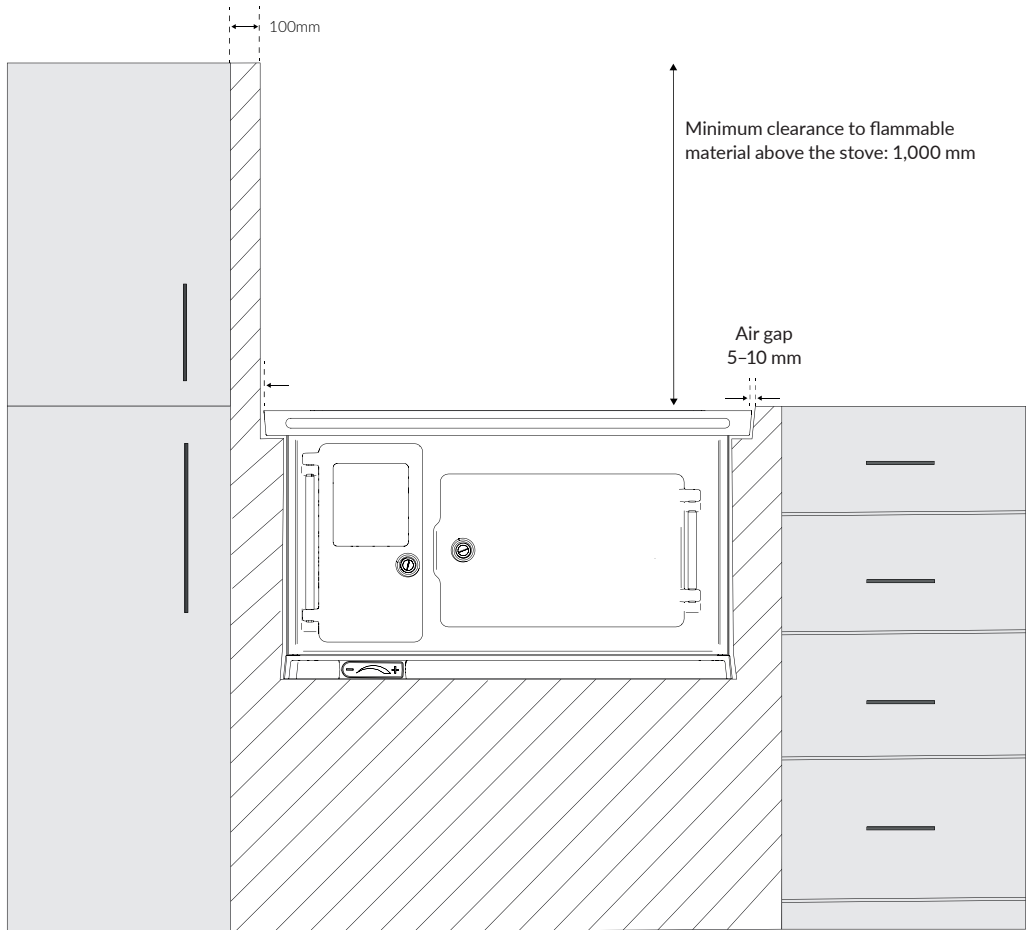 100mm
Minimum clearance to flammable
material above the stove: 1,000 mm
Air gap
5–10 mm
− +